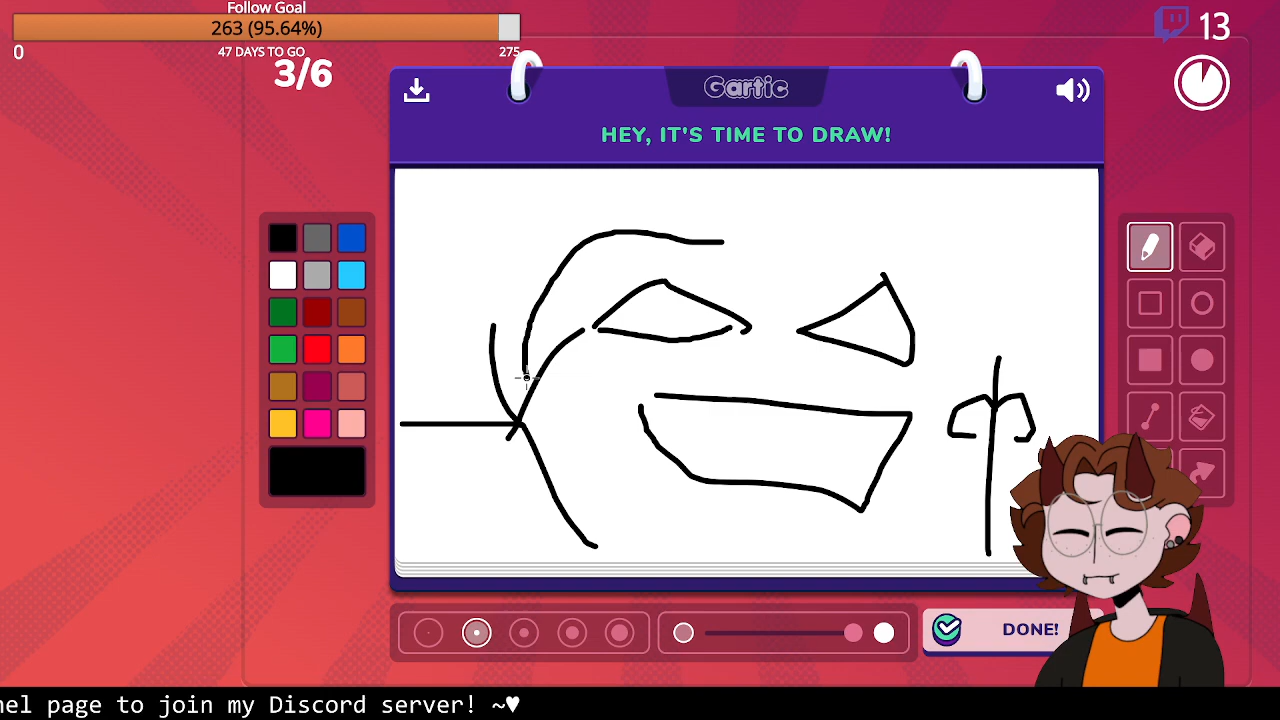 Follow Goal
263 (95.64%)
0
47 DAYS TO GO
275
3/6
13
Gartic
HEY, IT'S TIME TO DRAW!
DONE!
nel page to join my Discord server! ~♥